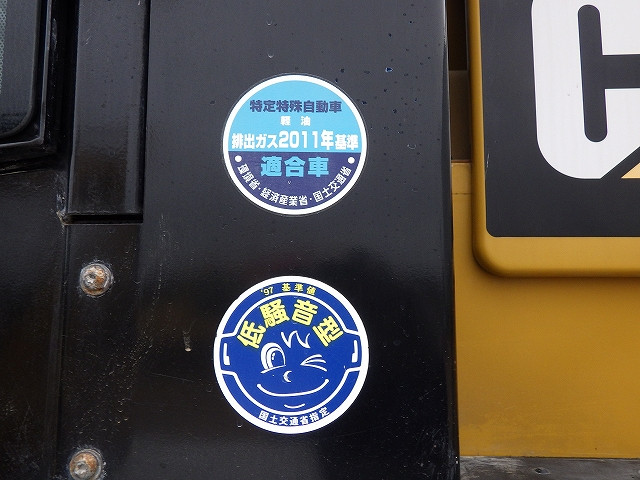 特定特殊自動車
軽油
排出ガス2011年基準
適合車
環境省・経済産業省・国土交通省
'97 基準値
低騒音型
国土交通省指定